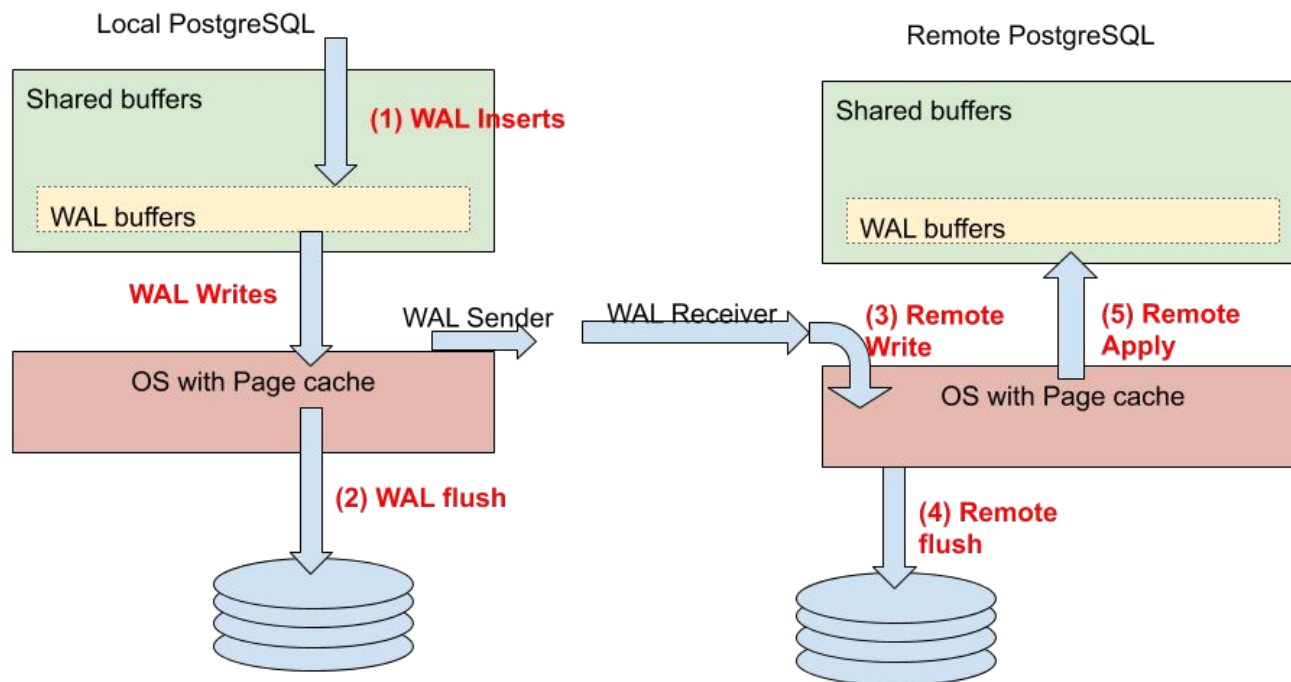 Local PostgreSQL
Shared buffers
(1) WAL Inserts
WAL buffers
WAL Writes
WAL Sender
OS with Page cache
(2) WAL flush
WAL Receiver
Remote PostgreSQL
Shared buffers
WAL buffers
(3) Remote
Write
(5) Remote
Apply
OS with Page cache
(4) Remote
flush